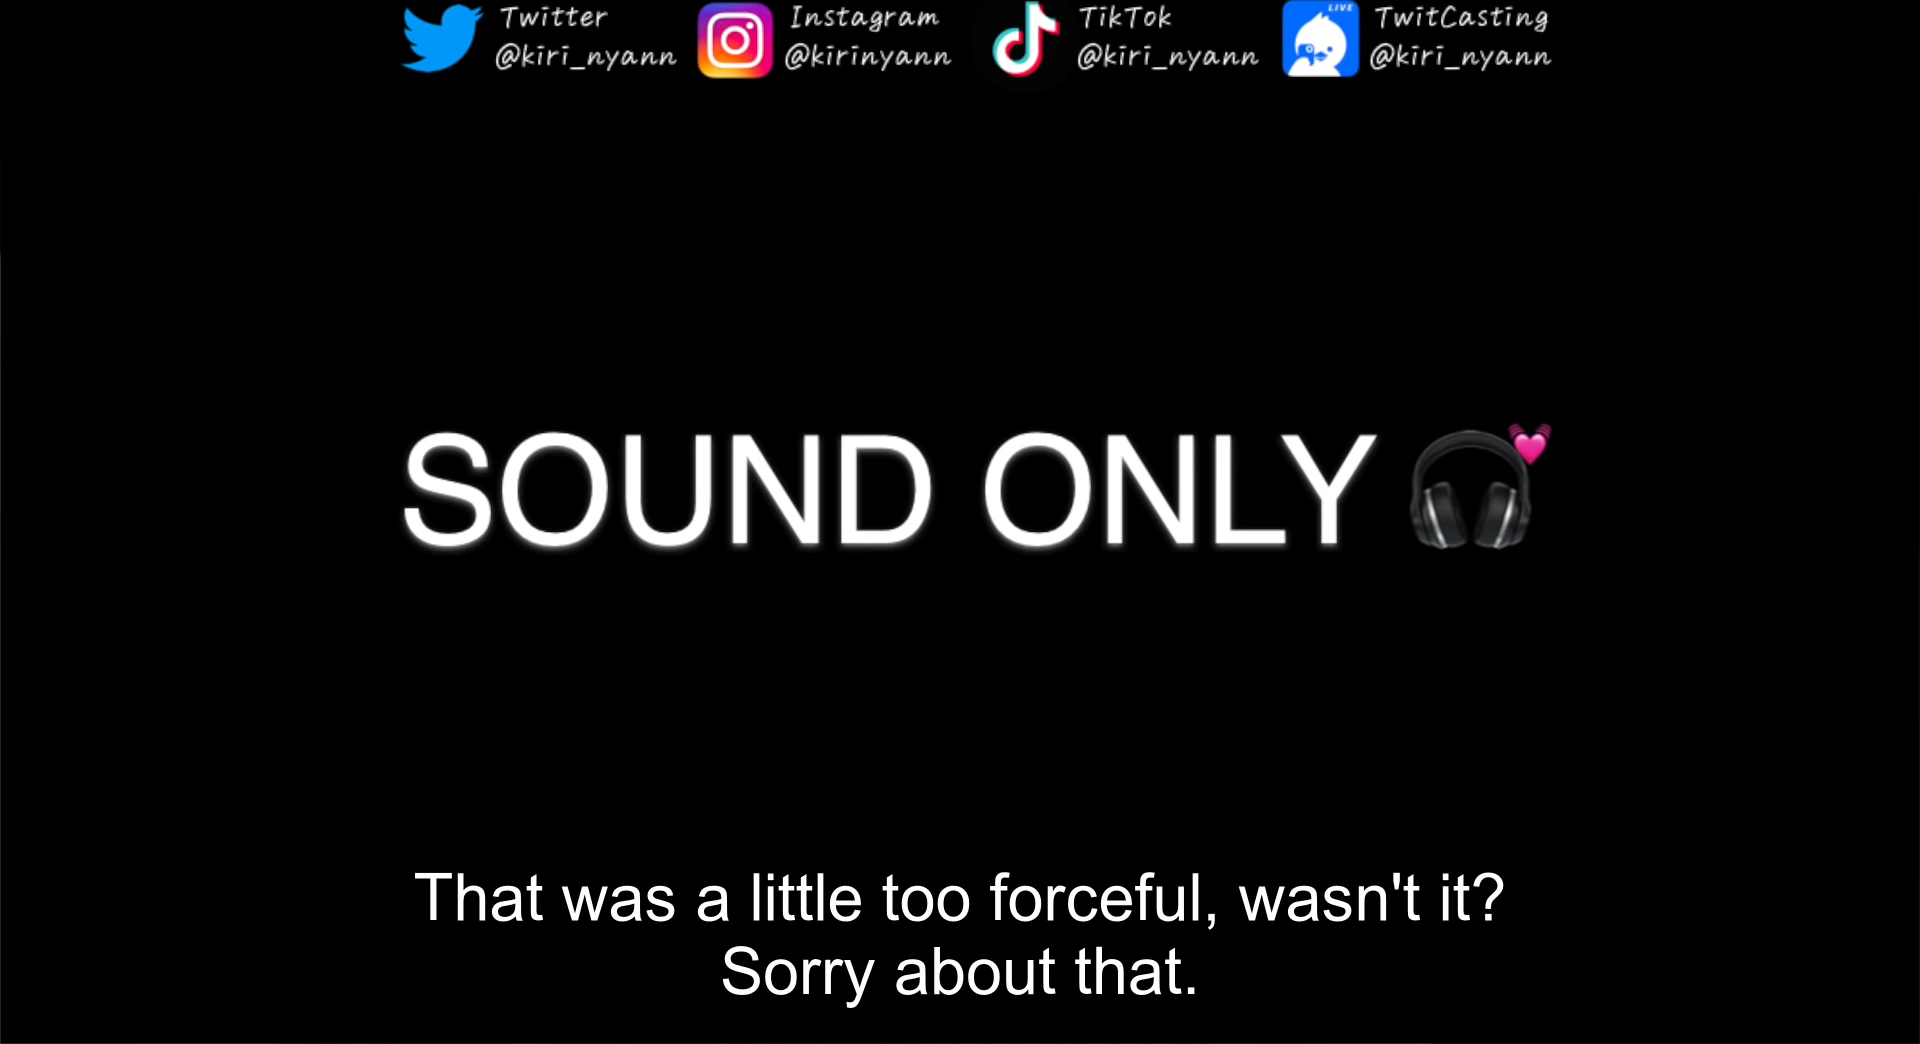 Twitter
@kiri_nyann
Instagram
@kirinyann
TikTok
@kiri_nyann
LIVE
TwitCasting
@kiri_nyann
SOUND ONLY
That was a little too forceful, wasn't it?
Sorry about that.